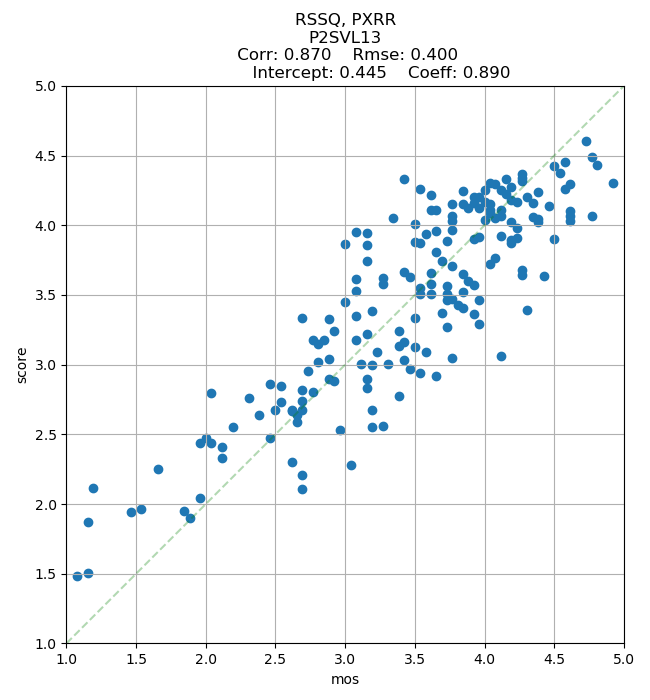 RSSQ, PXRR
P2SVL13
Corr: 0.870 Rmse: 0.400
Intercept: 0.445 Coeff: 0.890
5.0
4.5
4.0
3.5
3.0
2.5
2.0
1.5
1.0
score
1.0 1.5 2.0 2.5 3.0 3.5 4.0 4.5 5.0
mos